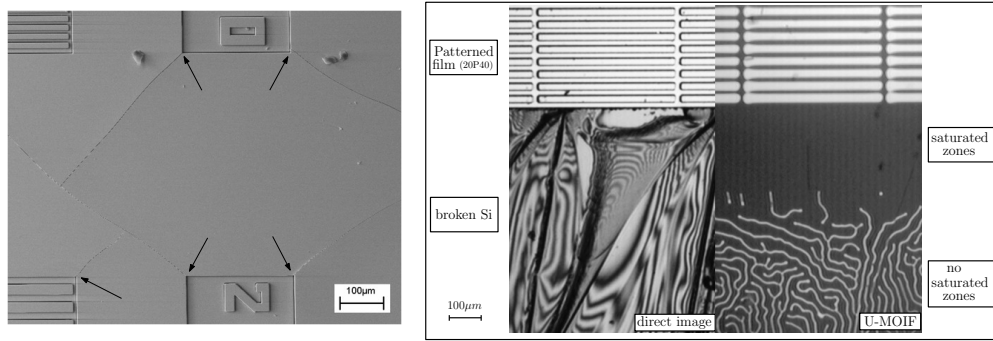 N
100µm
Patterned
film (20P40)
broken Si
100µm
direct image
U-MOIF
saturated
zones
no
saturated
zones